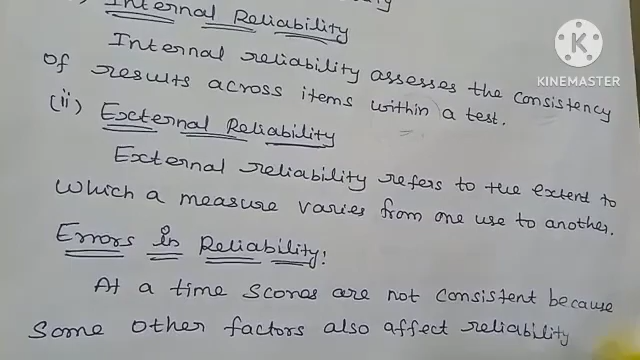 Internal Reliability
Internal reliability assesses the consistency
of results across items within a test.
(ii) External Reliability
External reliability refers to the extent to
which a measure varies from one use to another.
Errors in Reliability:
At a time scores are not consistent because
some other factors also affect reliability
K
KINEMASTER